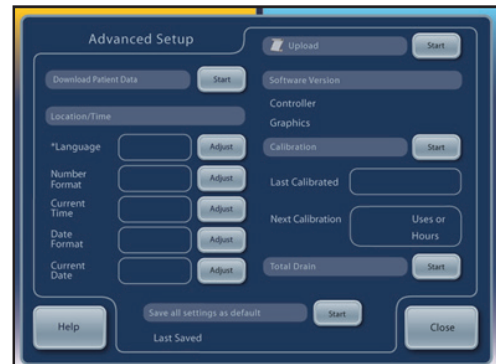 Advanced Setup
Upload
Start
Download Patient Data
Start
Software Version
Controller
Graphics
Location/Time
*Language
Adjust
Calibration
Start
Number
Format
Adjust
Last Calibrated
Current
Time
Adjust
Next Calibration
Uses or
Hours
Date
Format
Adjust
Current
Date
Adjust
Total Drain
Start
Save all settings as default
Start
Last Saved
Help
Close